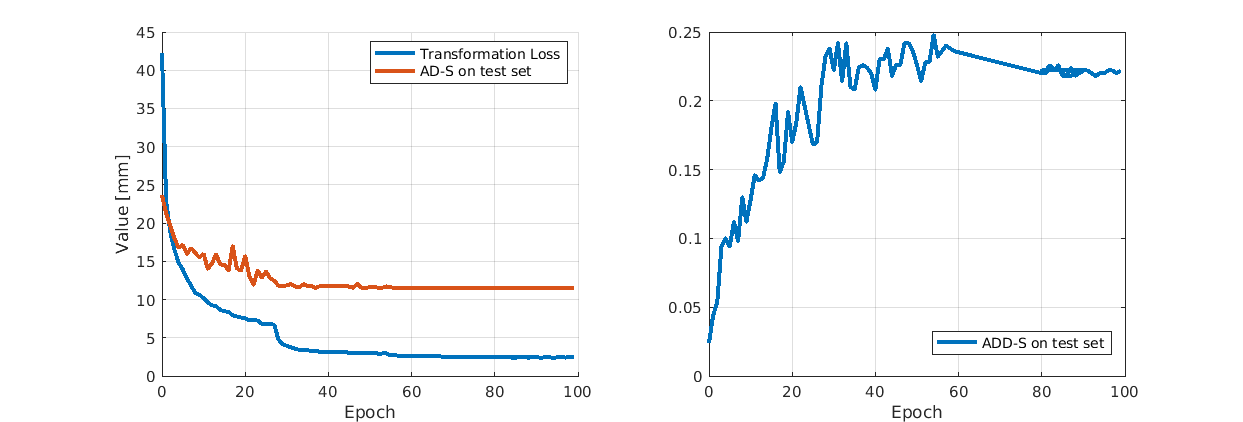 45
40
35
30
25
20
15
10
5
0
Value [mm]
0 20 40 60 80 100
Epoch
Transformation Loss
AD-S on test set
0.25
0.2
0.15
0.1
0.05
0
0 20 40 60 80 100
Epoch
ADD-S on test set